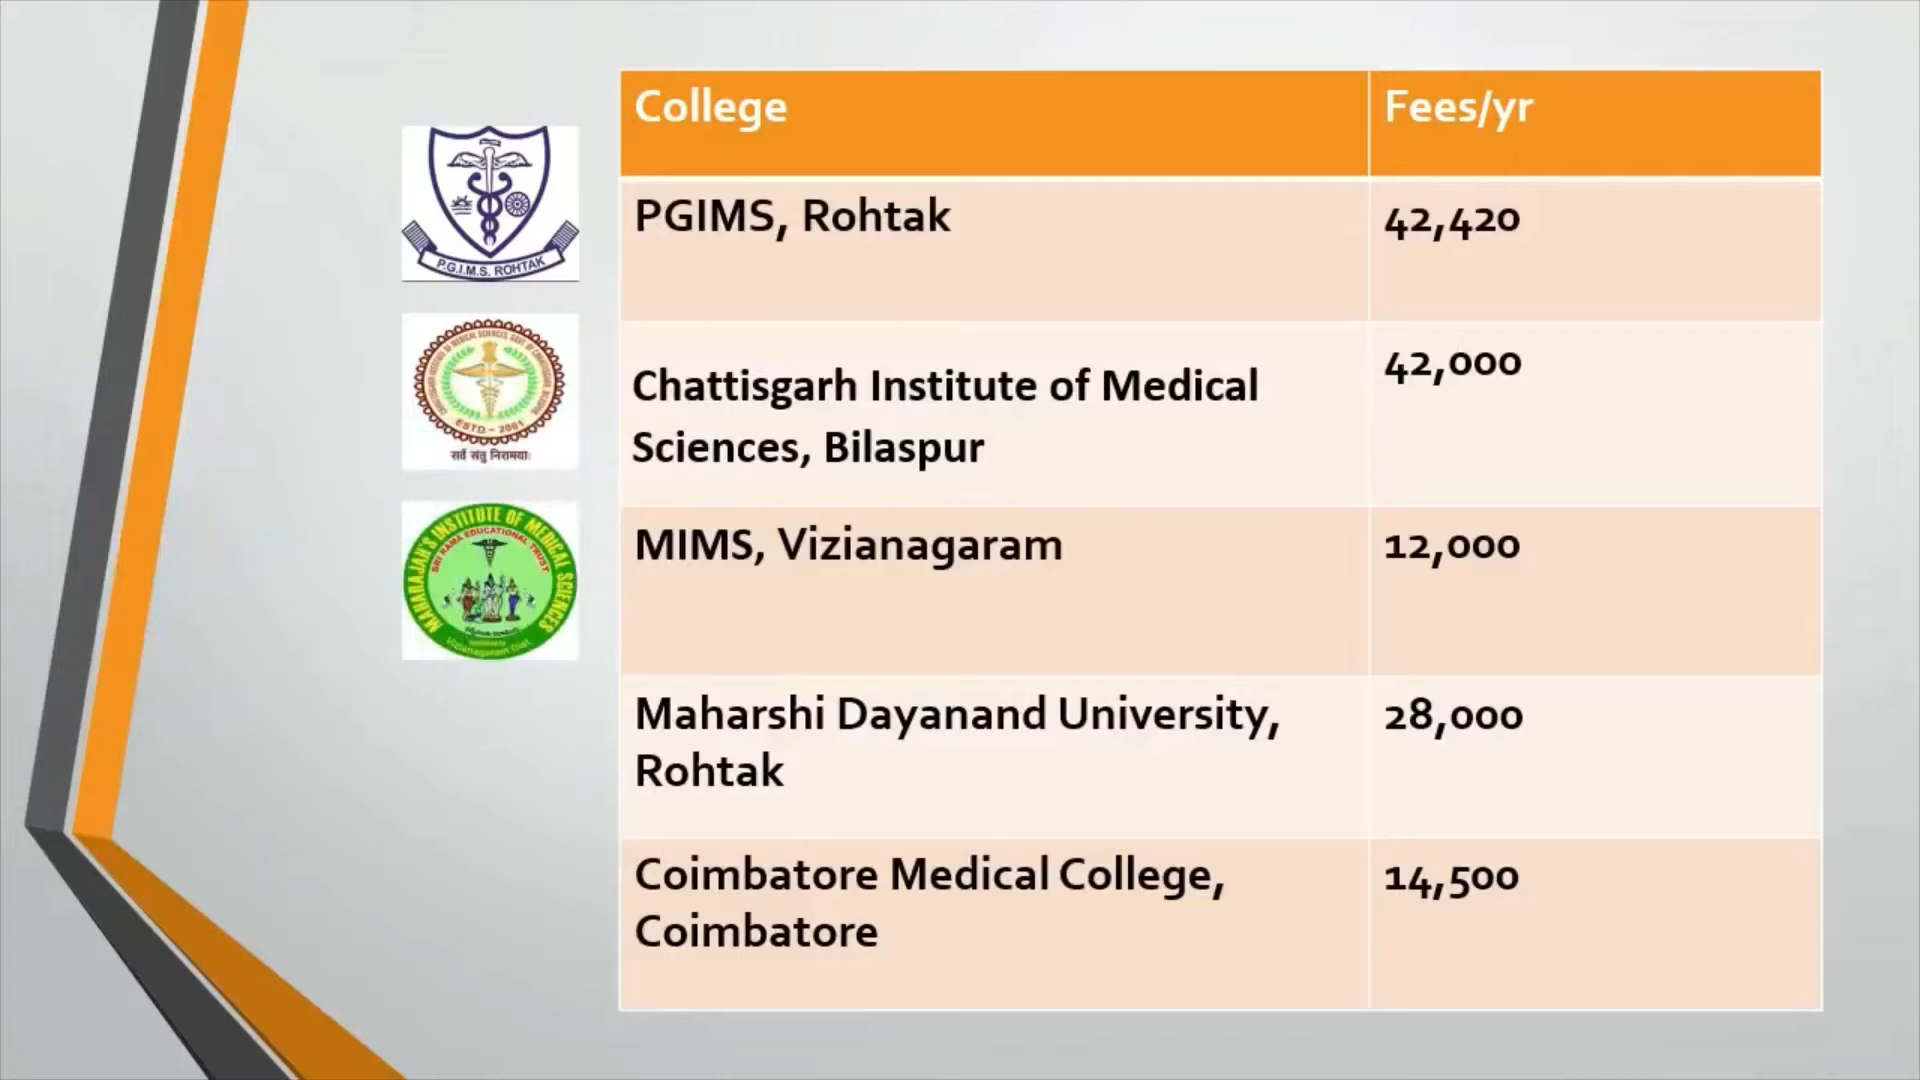 College
Fees/yr
PGIMS, Rohtak
42,420
Chattisgarh Institute of Medical
Sciences, Bilaspur
42,000
MIMS, Vizianagaram
12,000
Maharshi Dayanand University,
Rohtak
28,000
Coimbatore Medical College,
Coimbatore
14,500
P.G.I.M.S. ROHTAK
ESTD.- 2001
सर्वे संतु निरामयाः
MAHARAJAH'S INSTITUTE OF MEDICAL SCIENCES
SRI RAMA EDUCATIONAL TRUST
Vizianagaram Dist.